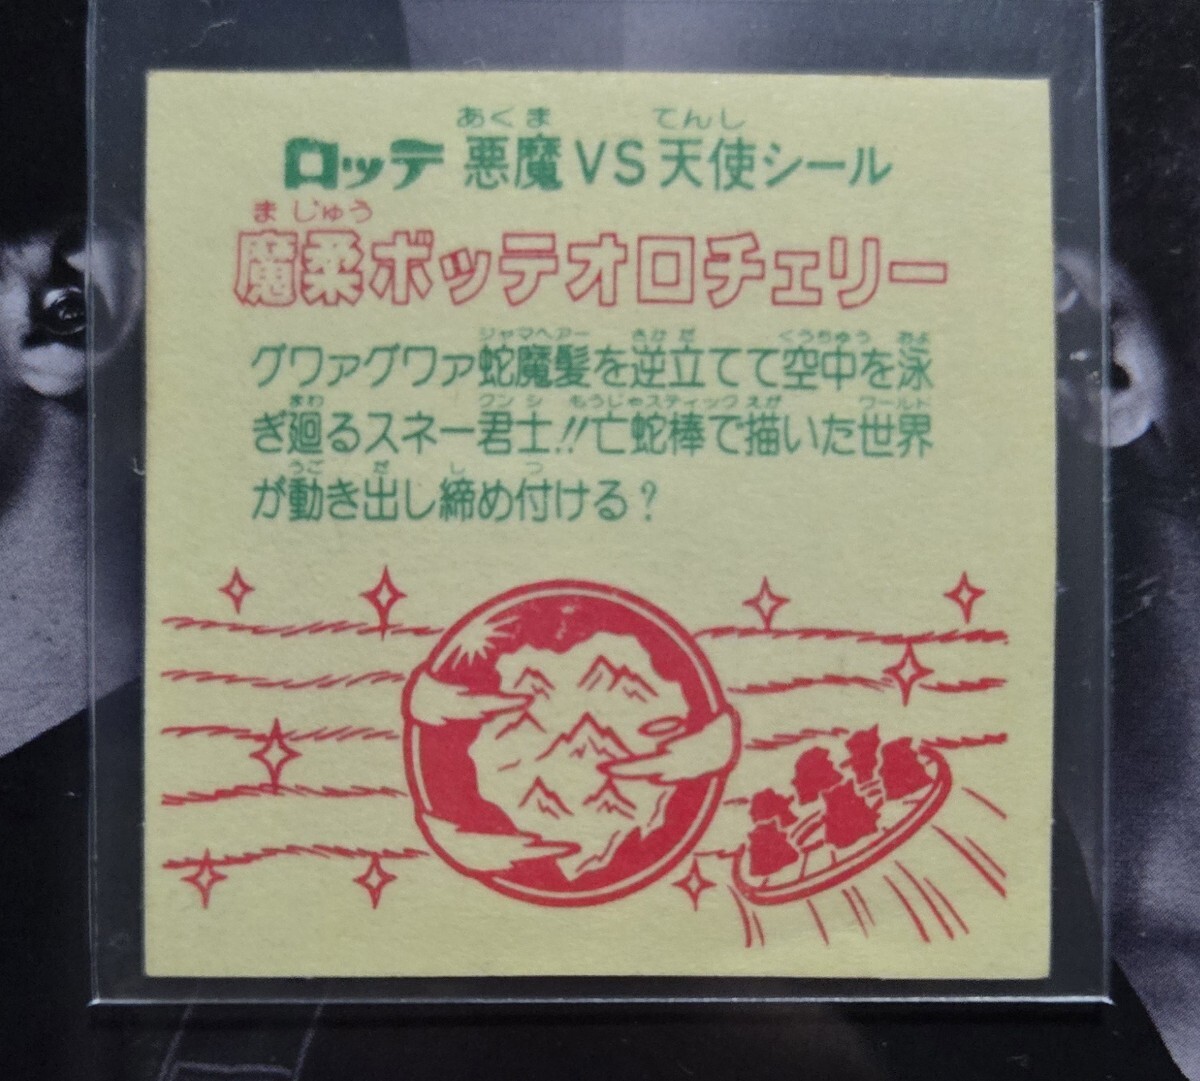 あくま てんし
ロッテ 悪魔VS天使シール
まじゅう
魔柔ボッテオロチェリー
ジャマヘアー さかだ くうちゅう およ
グワァグワァ蛇魔髪を逆立てて空中を泳
まわ クンシ もうじゃスティック えが ワールド
ぎ廻るスネー君士!!亡蛇棒で描いた世界
うご だ し つ
が動き出し締め付ける?